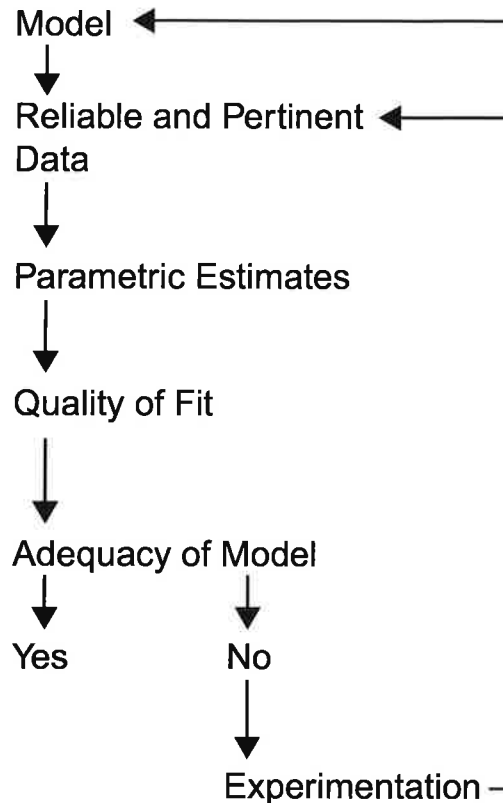 Model
Reliable and Pertinent
Data
Parametric Estimates
Quality of Fit
Adequacy of Model
Yes No
Experimentation